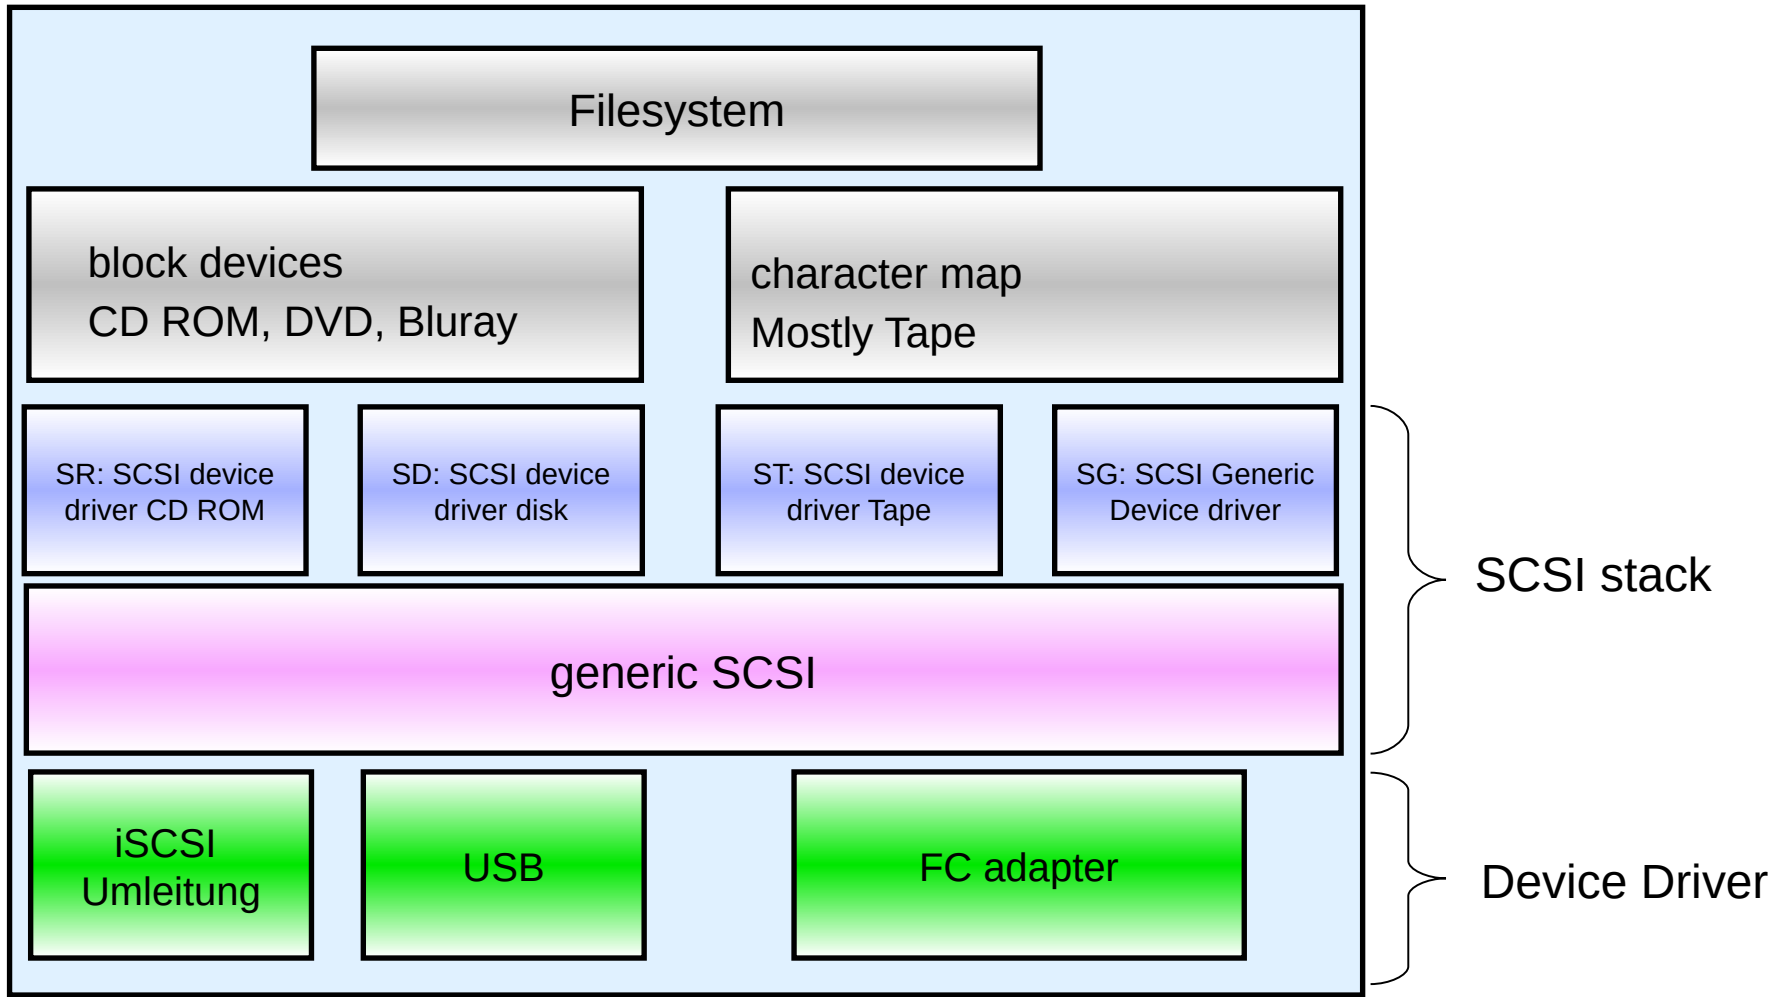 Filesystem
block devices
CD ROM, DVD, Bluray
character map
Mostly Tape
SR: SCSI device
driver CD ROM
SD: SCSI device
driver disk
ST: SCSI device
driver Tape
SG: SCSI Generic
Device driver
SCSI stack
generic SCSI
iSCSI
Umleitung
USB
FC adapter
Device Driver